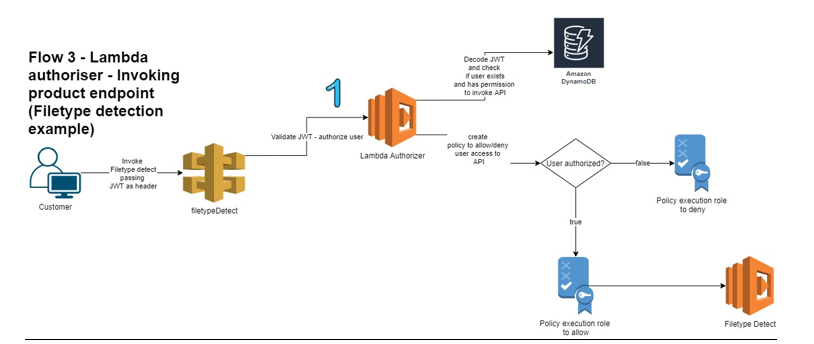 Flow 3 - Lambda
authoriser - Invoking
product endpoint
(Filetype detection
example)
1
Decode JWT
and check
if user exists
and has permission
to invoke API
Amazon
DynamoDB
Validate JWT - authorize user
Lambda Authorizer
create
policy to allow/deny
user access to
API
User authorized?
false
Policy execution role
to deny
Invoke
Filetype detect
passing
JWT as header
Customer
filetypeDetect
true
Policy execution role
to allow
Filetype Detect